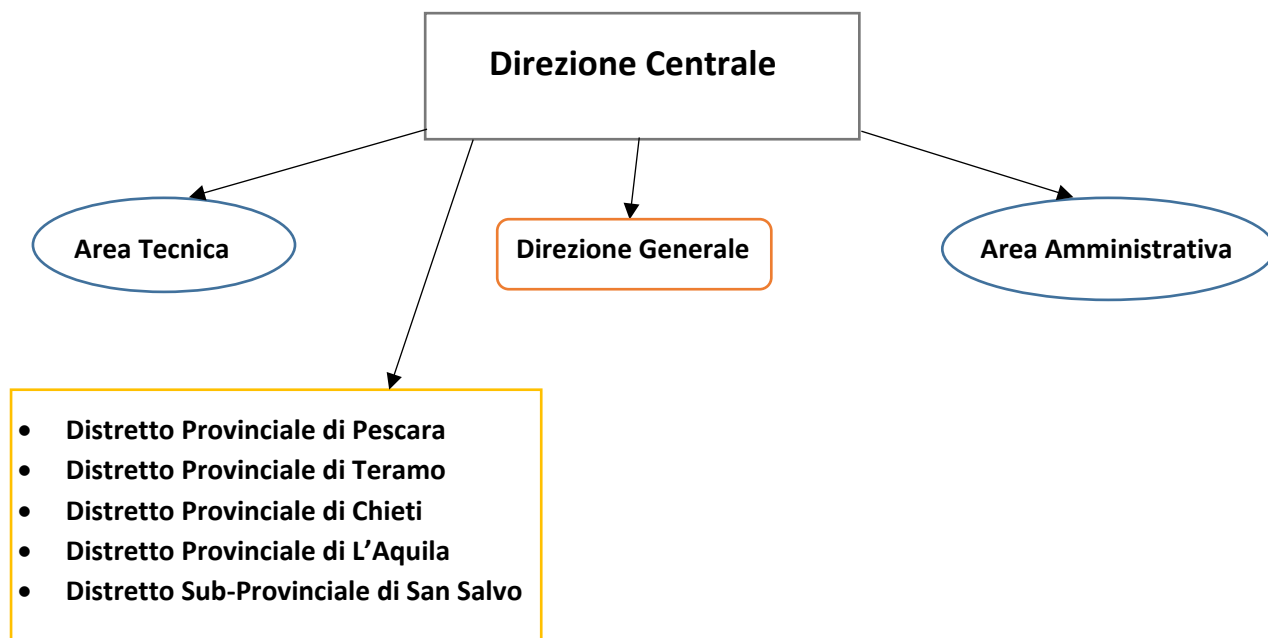 Direzione Centrale
Area Tecnica
Direzione Generale
Area Amministrativa
• Distretto Provinciale di Pescara
• Distretto Provinciale di Teramo
• Distretto Provinciale di Chieti
• Distretto Provinciale di L’Aquila
• Distretto Sub-Provinciale di San Salvo